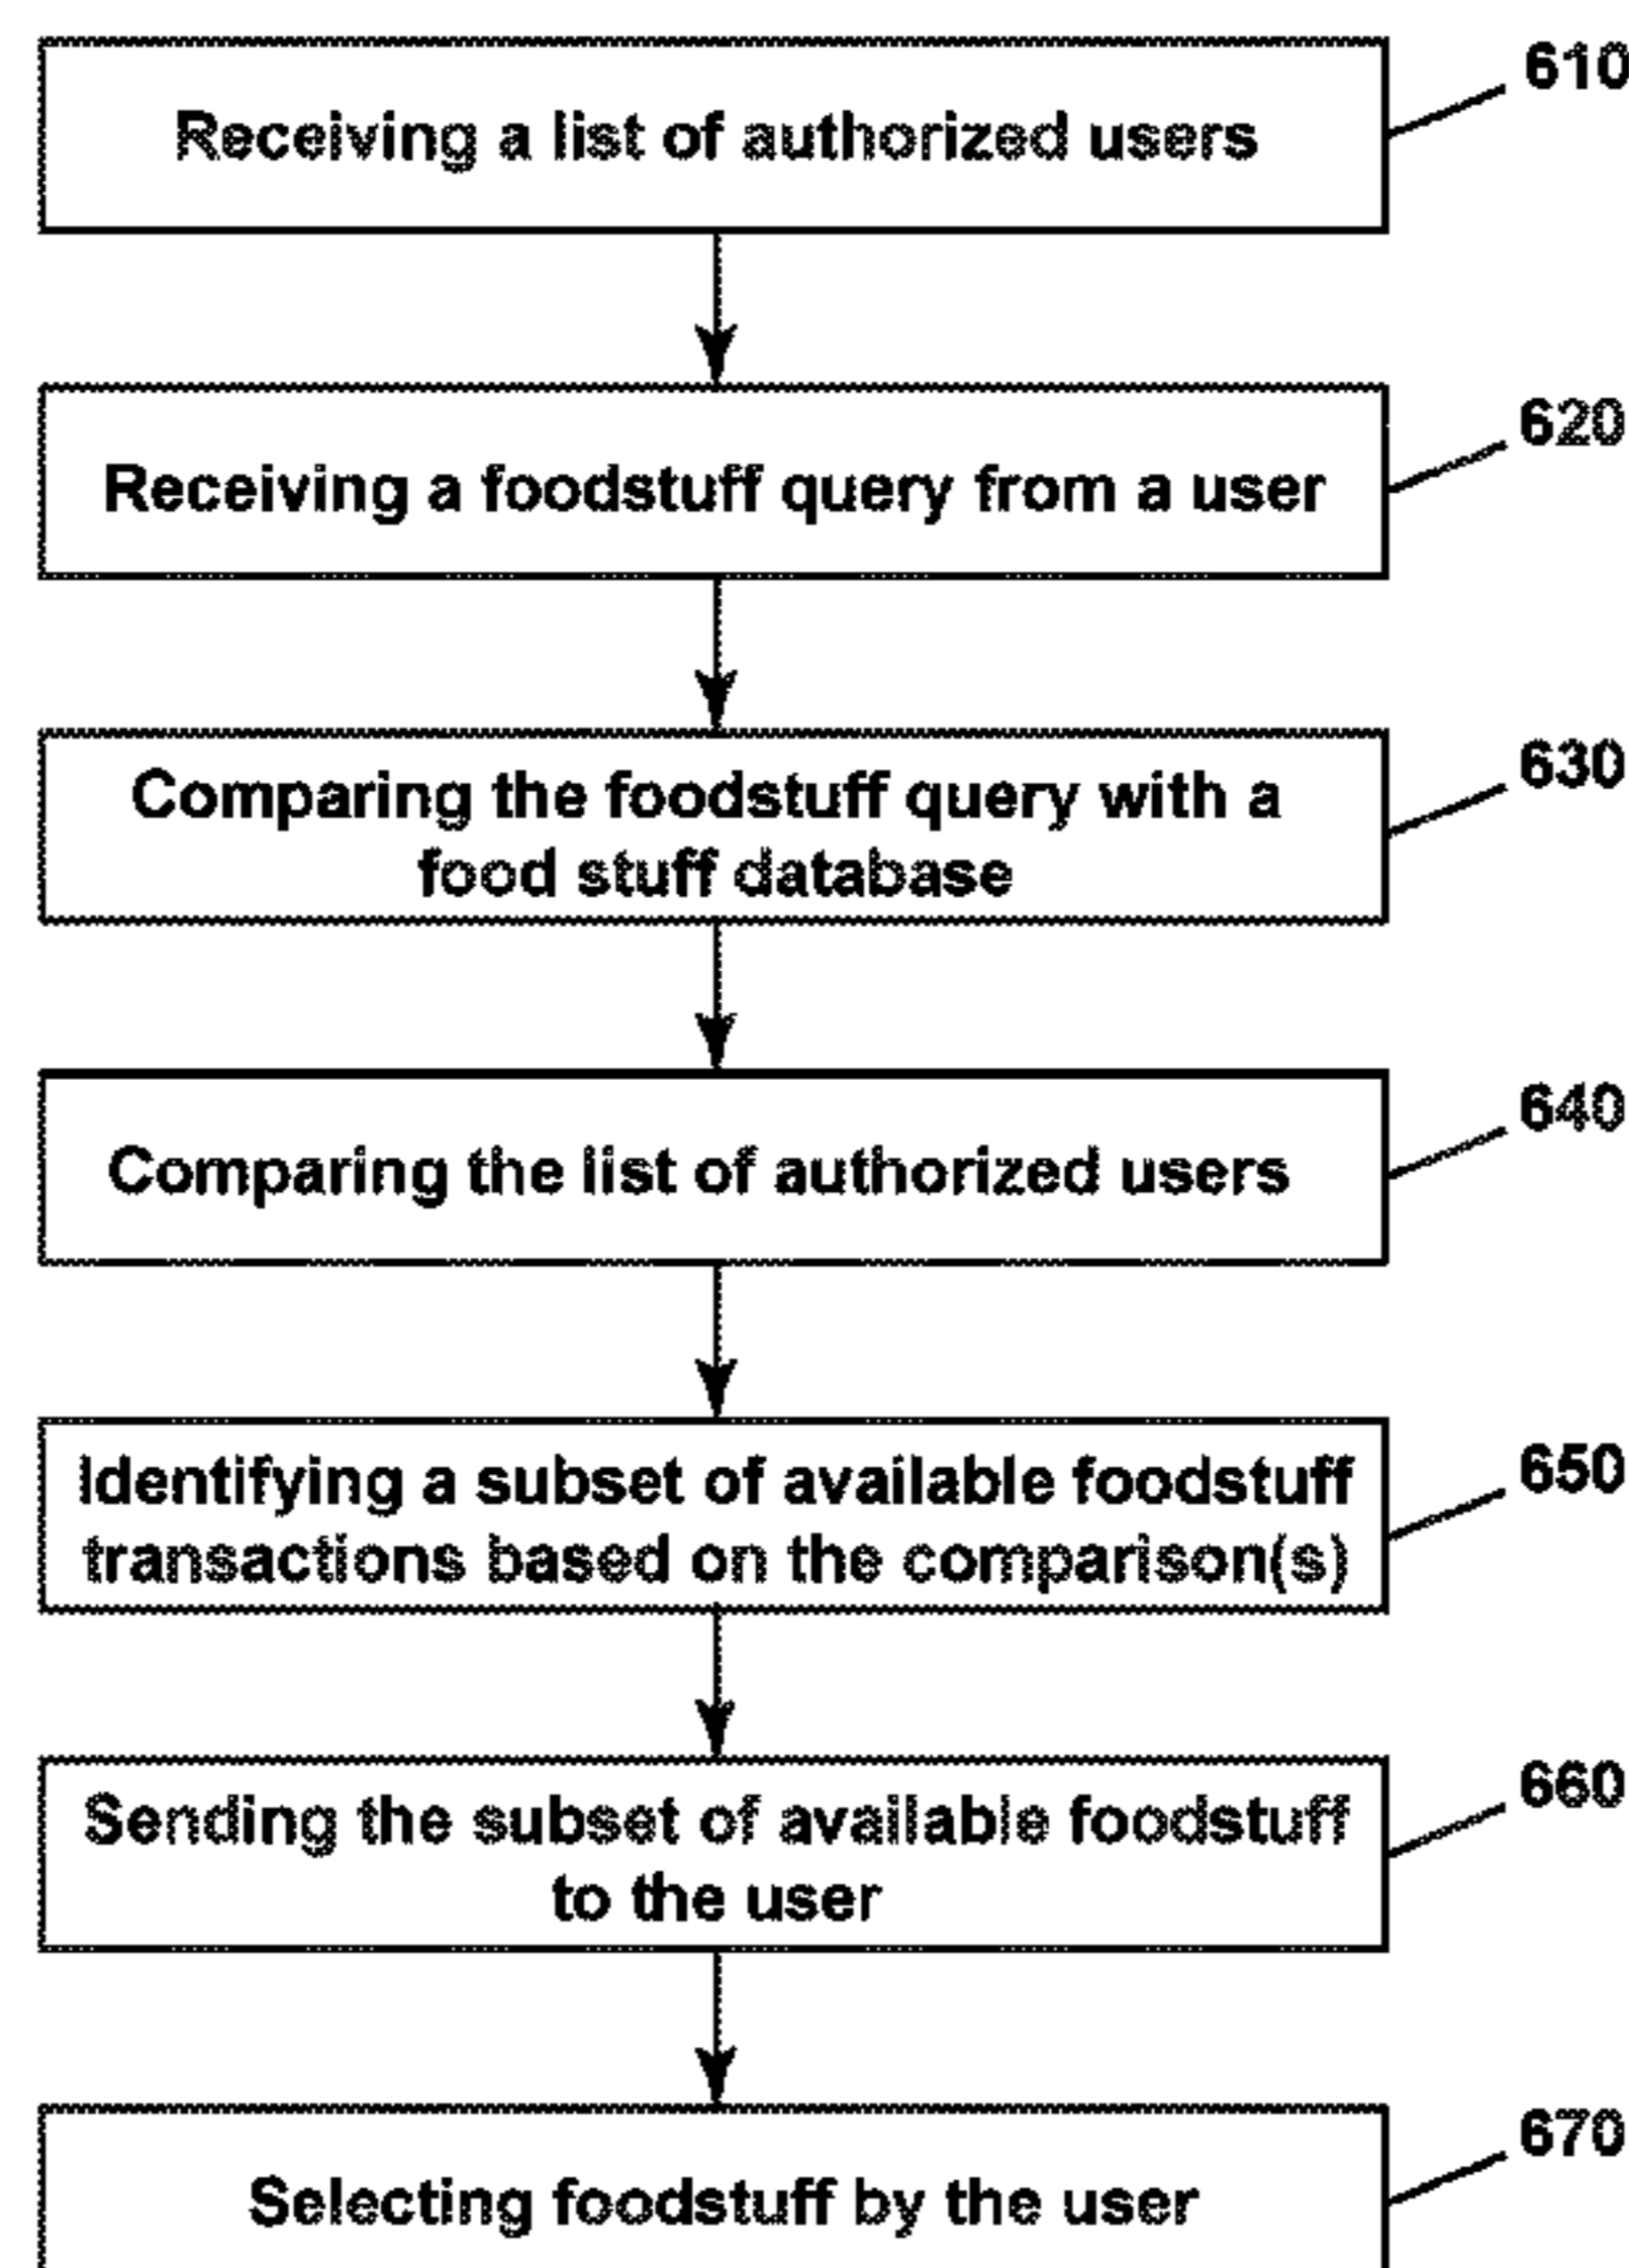 610
Receiving a list of authorized users
620
Receiving a foodstuff query from a user
630
Comparing the foodstuff query with a
food stuff database
640
Comparing the list of authorized users
650
Identifying a subset of available foodstuff
transactions based on the comparison(s)
660
Sending the subset of available foodstuff
to the user
670
Selecting foodstuff by the user